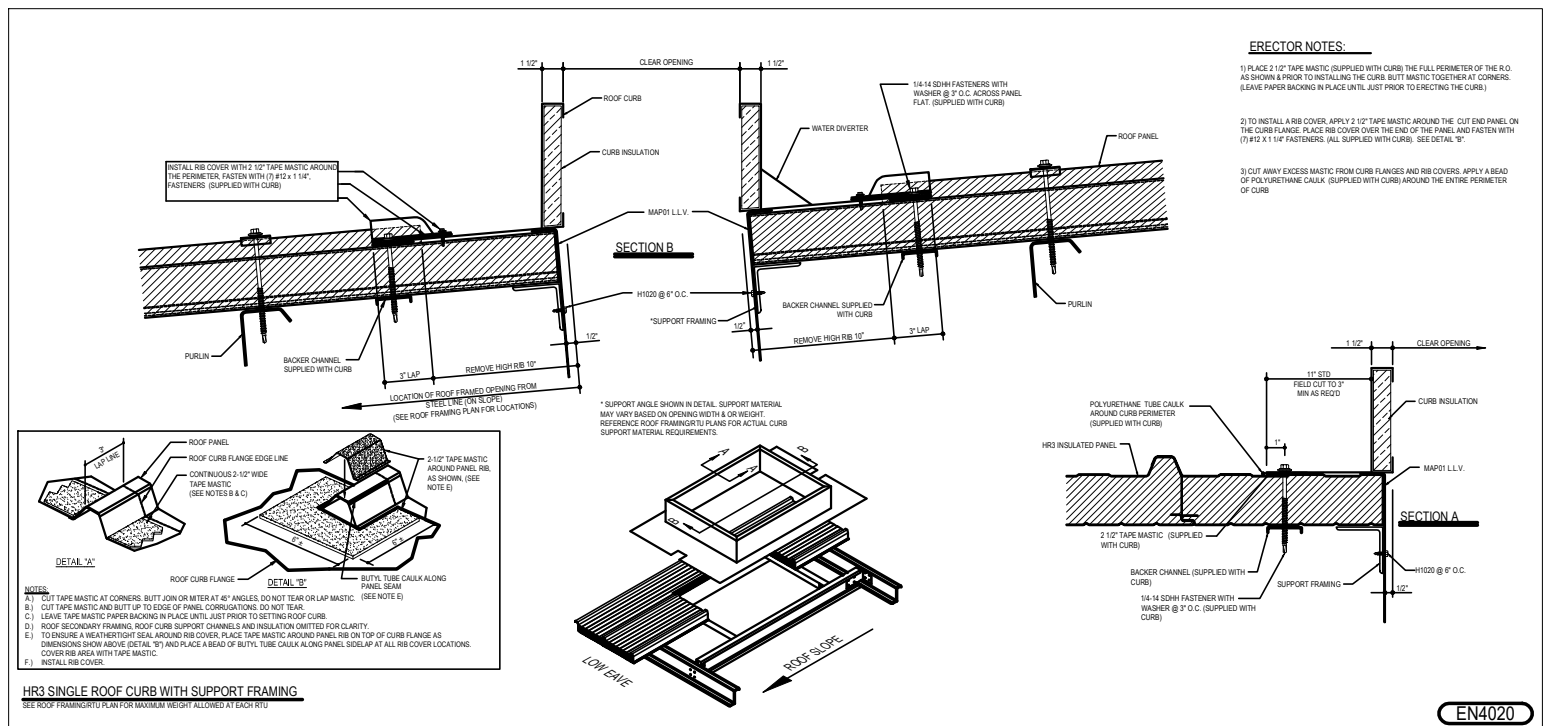 1 1/2"
CLEAR OPENING
1 1/2"
ROOF CURB
CURB INSULATION
INSTALL RIB COVER WITH 2 1/2" TAPE MASTIC AROUND
THE PERIMETER, FASTEN WITH (7) #12 x 1 1/4",
FASTENERS (SUPPLIED WITH CURB)
1/4-14 SDHH FASTENERS WITH
WASHER @ 3" O.C. ACROSS PANEL
FLAT. (SUPPLIED WITH CURB)
WATER DIVERTER
ROOF PANEL
MAP01 L.L.V.
SECTION B
H1020 @ 6" O.C.
*SUPPORT FRAMING
BACKER CHANNEL SUPPLIED
WITH CURB
PURLIN
1/2"
3" LAP
REMOVE HIGH RIB 10"
PURLIN
BACKER CHANNEL
SUPPLIED WITH CURB
1/2"
3" LAP
REMOVE HIGH RIB 10"
LOCATION OF ROOF FRAMED OPENING FROM
STEEL LINE (ON SLOPE)
(SEE ROOF FRAMING PLAN FOR LOCATIONS)
* SUPPORT ANGLE SHOWN IN DETAIL. SUPPORT MATERIAL
MAY VARY BASED ON OPENING WIDTH & OR WEIGHT.
REFERENCE ROOF FRAMING/RTU PLANS FOR ACTUAL CURB
SUPPORT MATERIAL REQUIREMENTS.
ERECTOR NOTES:
1) PLACE 2 1/2" TAPE MASTIC (SUPPLIED WITH CURB) THE FULL PERIMETER OF THE R.O.
AS SHOWN & PRIOR TO INSTALLING THE CURB. BUTT MASTIC TOGETHER AT CORNERS.
(LEAVE PAPER BACKING IN PLACE UNTIL JUST PRIOR TO ERECTING THE CURB.)
2) TO INSTALL A RIB COVER, APPLY 2 1/2" TAPE MASTIC AROUND THE CUT END PANEL ON
THE CURB FLANGE. PLACE RIB COVER OVER THE END OF THE PANEL AND FASTEN WITH
(7) #12 X 1 1/4" FASTENERS. (ALL SUPPLIED WITH CURB). SEE DETAIL "B".
3) CUT AWAY EXCESS MASTIC FROM CURB FLANGES AND RIB COVERS. APPLY A BEAD
OF POLYURETHANE CAULK (SUPPLIED WITH CURB) AROUND THE ENTIRE PERIMETER
OF CURB
1 1/2"
CLEAR OPENING
11" STD
FIELD CUT TO 3"
MIN AS REQ'D
POLYURETHANE TUBE CAULK
AROUND CURB PERIMETER
(SUPPLIED WITH CURB)
1"
CURB INSULATION
HR3 INSULATED PANEL
MAP01 L.L.V.
SECTION A
2 1/2" TAPE MASTIC (SUPPLIED
WITH CURB)
BACKER CHANNEL (SUPPLIED WITH
CURB)
1/4-14 SDHH FASTENER WITH
WASHER @ 3" O.C. (SUPPLIED WITH
CURB)
SUPPORT FRAMING
H1020 @ 6" O.C.
1/2"
LAP LINE
ROOF PANEL
ROOF CURB FLANGE EDGE LINE
CONTINUOUS 2-1/2" WIDE
TAPE MASTIC
(SEE NOTES B & C)
DETAIL "A"
2-1/2" TAPE MASTIC
AROUND PANEL RIB,
AS SHOWN, (SEE
NOTE E)
6" ±
6" ±
ROOF CURB FLANGE
DETAIL "B"
BUTYL TUBE CAULK ALONG
PANEL SEAM
(SEE NOTE E)
NOTES:
A.) CUT TAPE MASTIC AT CORNERS. BUTT JOIN OR MITER AT 45° ANGLES, DO NOT TEAR OR LAP MASTIC.
B.) CUT TAPE MASTIC AND BUTT UP TO EDGE OF PANEL CORRUGATIONS. DO NOT TEAR.
C.) LEAVE TAPE MASTIC PAPER BACKING IN PLACE UNTIL JUST PRIOR TO SETTING ROOF CURB.
D.) ROOF SECONDARY FRAMING, ROOF CURB SUPPORT CHANNELS AND INSULATION OMITTED FOR CLARITY.
E.) TO ENSURE A WEATHERTIGHT SEAL AROUND RIB COVER, PLACE TAPE MASTIC AROUND PANEL RIB ON TOP OF CURB FLANGE AS
DIMENSIONS SHOW ABOVE (DETAIL "B") AND PLACE A BEAD OF BUTYL TUBE CAULK ALONG PANEL SIDELAP AT ALL RIB COVER LOCATIONS.
COVER RIB AREA WITH TAPE MASTIC.
F.) INSTALL RIB COVER.
A
A
B
B
LOW EAVE
ROOF SLOPE
HR3 SINGLE ROOF CURB WITH SUPPORT FRAMING
SEE ROOF FRAMING/RTU PLAN FOR MAXIMUM WEIGHT ALLOWED AT EACH RTU
EN4020